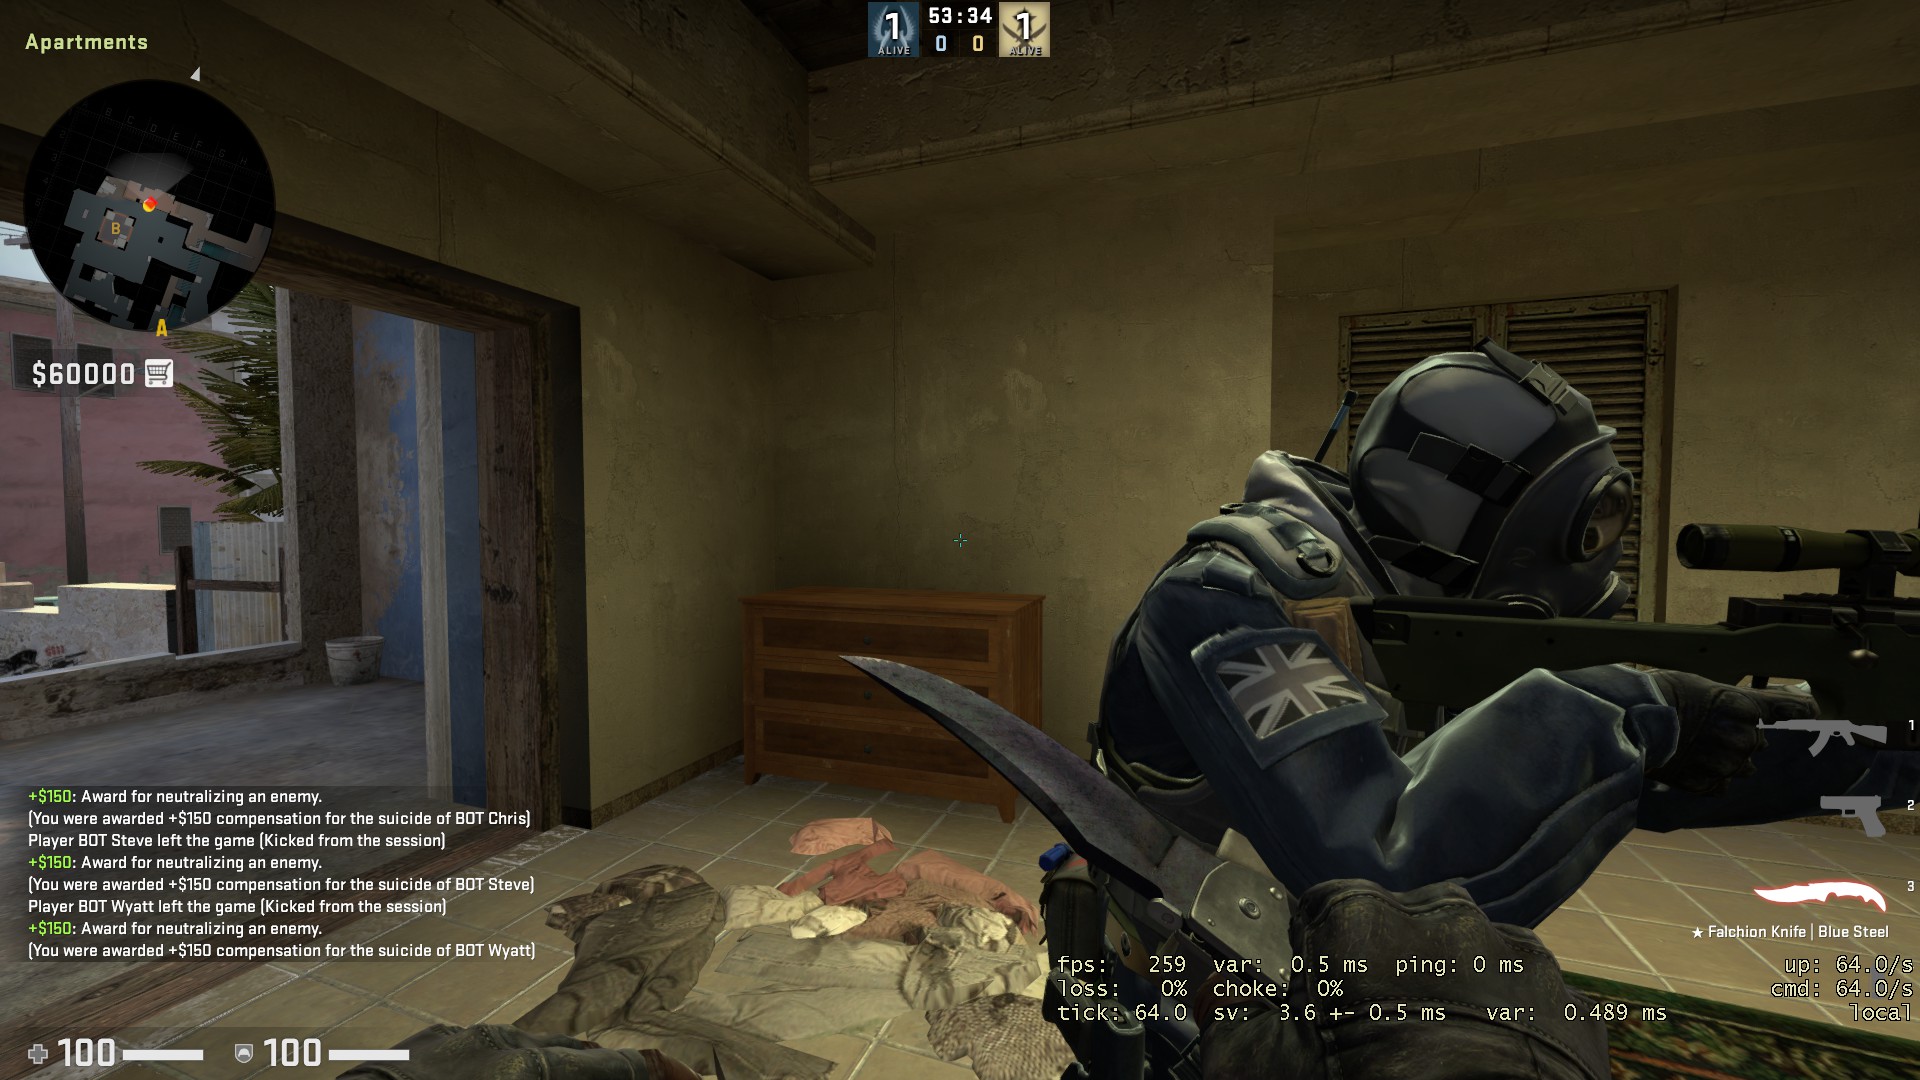 Apartments
1 53:34 1
ALIVE 0 0 ALIVE
B
A
$60000
+$150: Award for neutralizing an enemy.
(You were awarded +$150 compensation for the suicide of BOT Chris)
Player BOT Steve left the game (Kicked from the session)
+$150: Award for neutralizing an enemy.
(You were awarded +$150 compensation for the suicide of BOT Steve)
Player BOT Wyatt left the game (Kicked from the session)
+$150: Award for neutralizing an enemy.
(You were awarded +$150 compensation for the suicide of BOT Wyatt)
100 100
1
2
3
★ Falchion Knife | Blue Steel
fps: 259 var: 0.5 ms ping: 0 ms
loss: 0% choke: 0%
tick: 64.0 sv: 3.6 +- 0.5 ms var: 0.489 ms
up: 64.0/s
cmd: 64.0/s
local